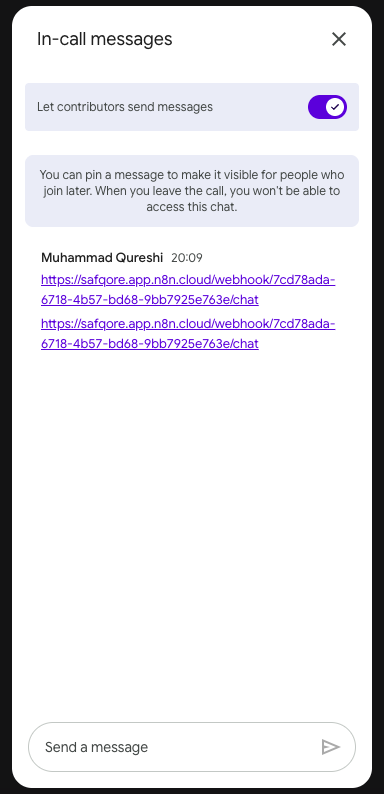 In-call messages
Let contributors send messages
You can pin a message to make it visible for people who
join later. When you leave the call, you won't be able to
access this chat.
Muhammad Qureshi 20:09
https://safqore.app.n8n.cloud/webhook/7cd78ada-
6718-4b57-bd68-9bb7925e763e/chat
https://safqore.app.n8n.cloud/webhook/7cd78ada-
6718-4b57-bd68-9bb7925e763e/chat
Send a message